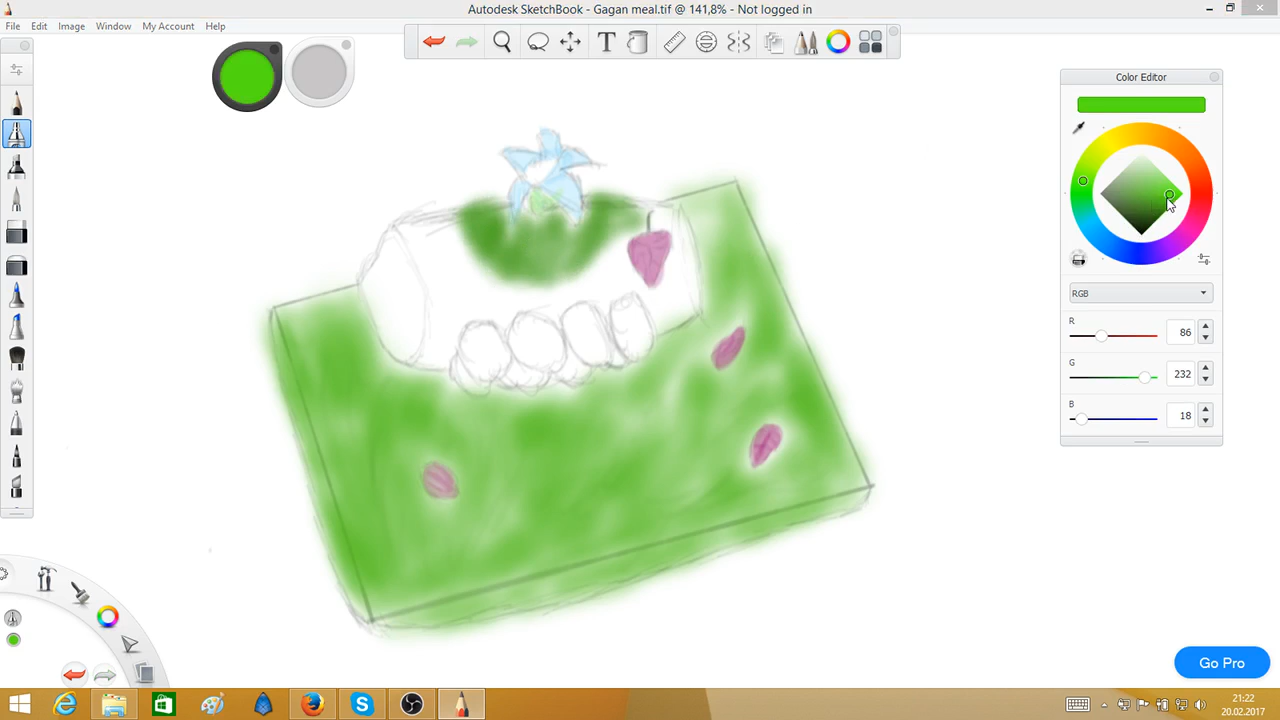 Autodesk SketchBook - Gagan meal.tif @ 141,8% - Not logged in
File Edit Image Window My Account Help
T
Color Editor
RGB
R 86
G 232
B 18
Go Pro
21:22
20.02.2017